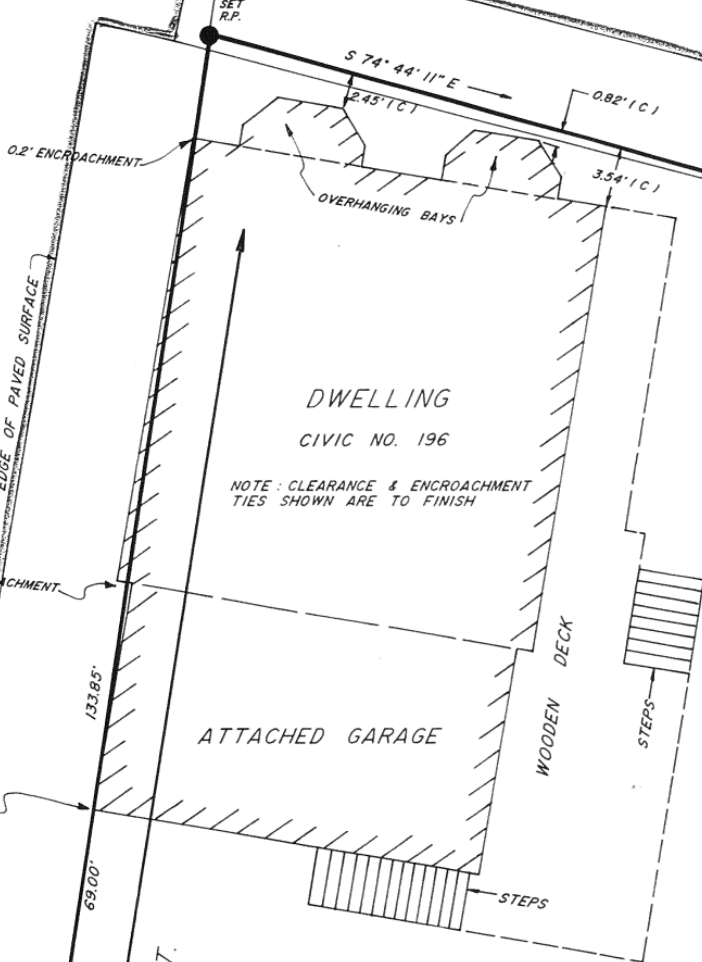 SET
R.P.
S 74° 44' 11" E
2.45' ( C )
0.82' ( C )
0.2' ENCROACHMENT
3.54' ( C )
OVERHANGING BAYS
EDGE OF PAVED SURFACE
DWELLING
CIVIC NO. 196
NOTE : CLEARANCE & ENCROACHMENT
TIES SHOWN ARE TO FINISH
ACHMENT
WOODEN DECK
STEPS
133.85'
ATTACHED GARAGE
69.00'
STEPS
T.